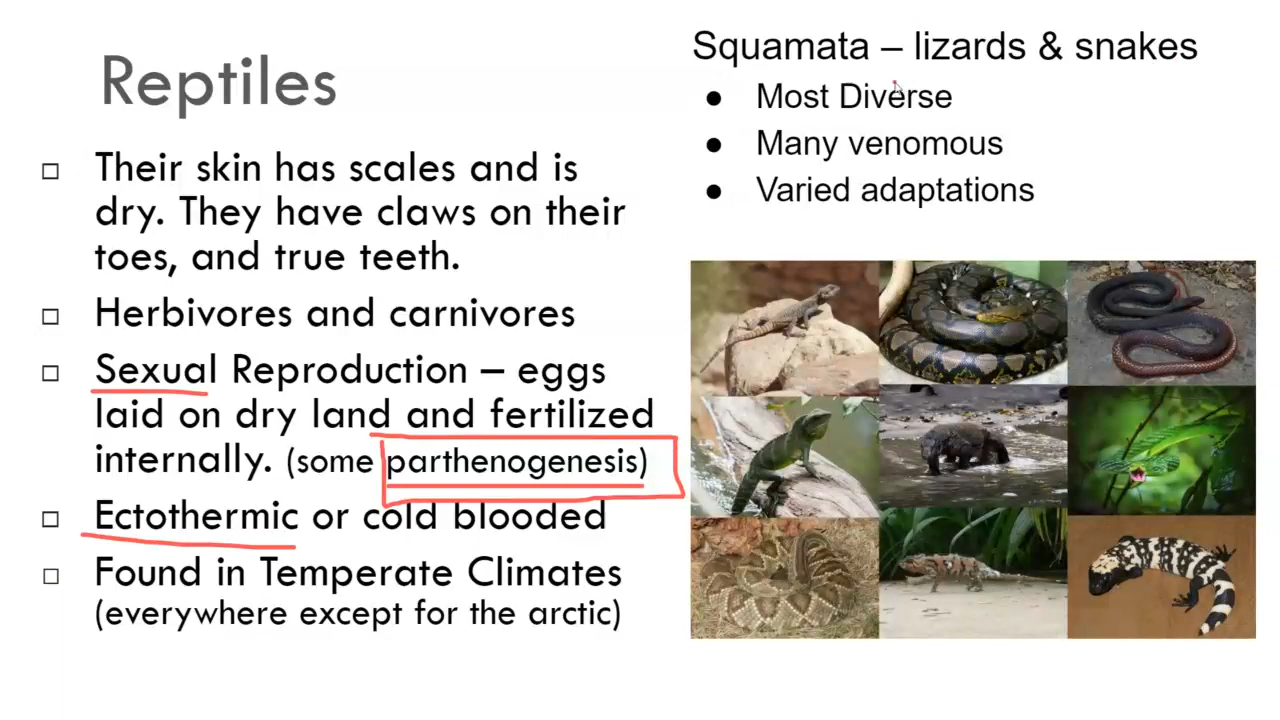 Reptiles
□ Their skin has scales and is
dry. They have claws on their
toes, and true teeth.
□ Herbivores and carnivores
□ Sexual Reproduction – eggs
laid on dry land and fertilized
internally. (some parthenogenesis)
□ Ectothermic or cold blooded
□ Found in Temperate Climates
(everywhere except for the arctic)
Squamata – lizards & snakes
● Most Diverse
● Many venomous
● Varied adaptations